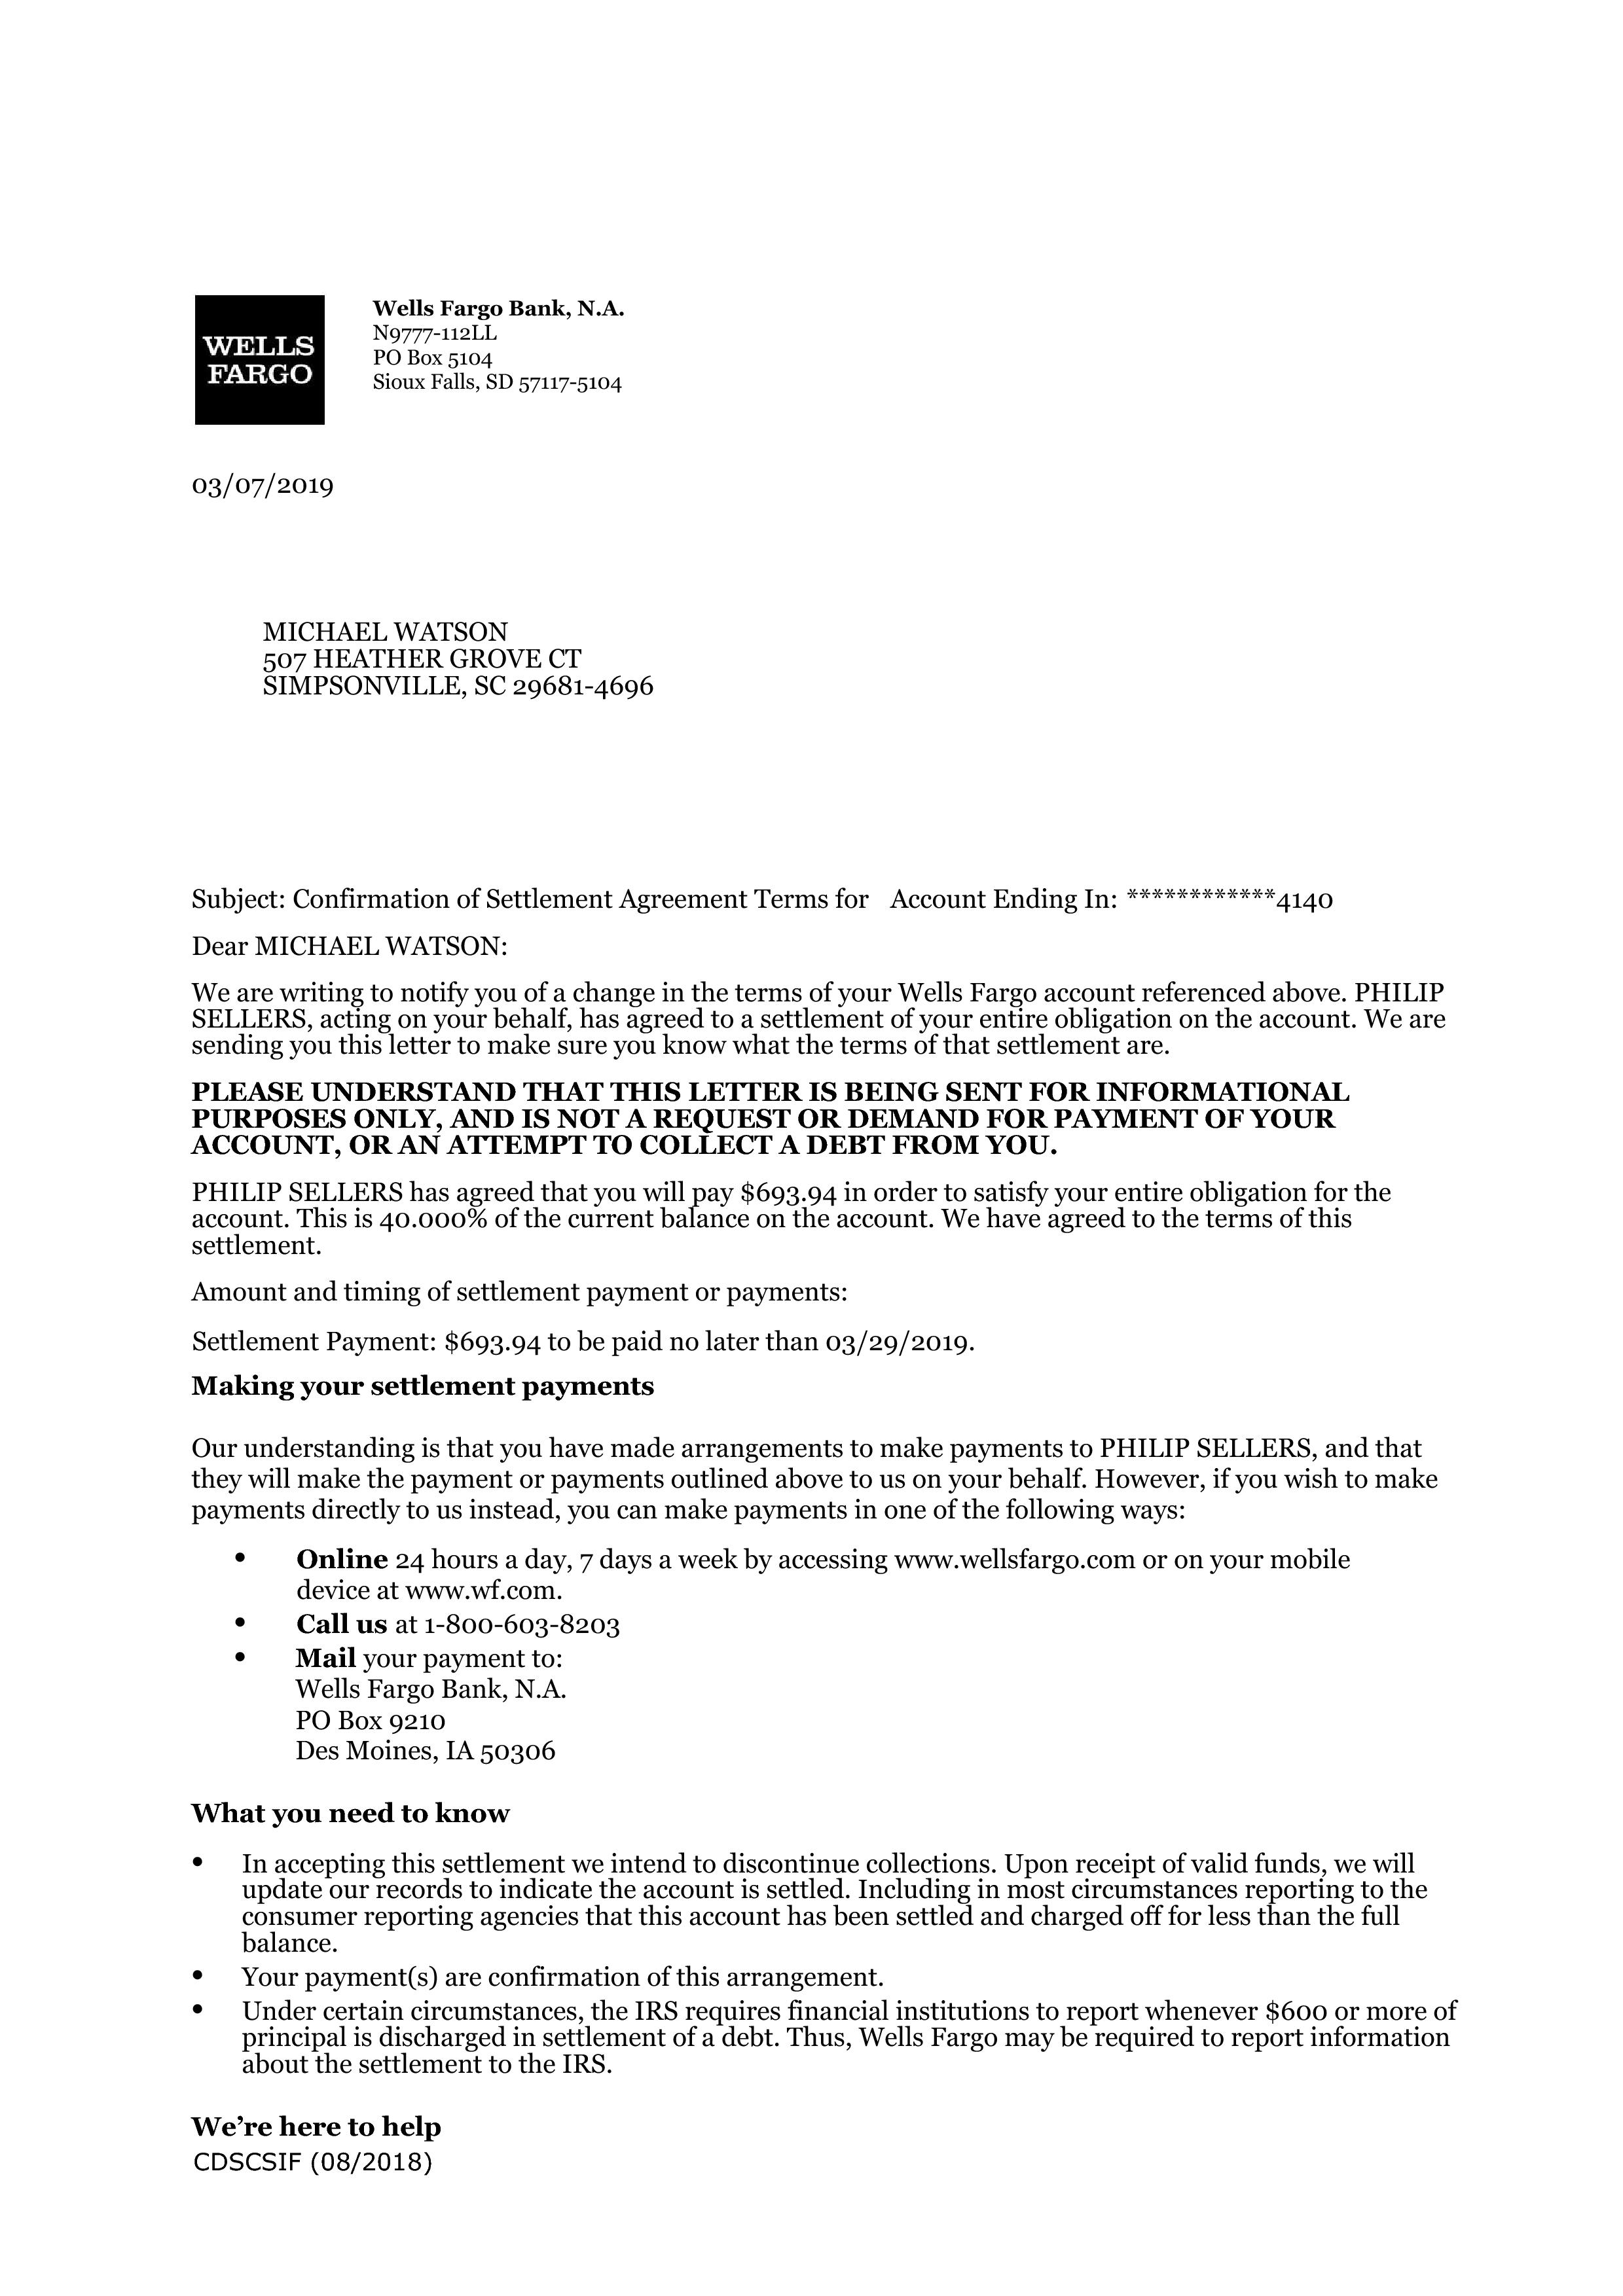 WELLS
FARGO
Wells Fargo Bank, N.A.
N9777-112LL
PO Box 5104
Sioux Falls, SD 57117-5104
03/07/2019
MICHAEL WATSON
507 HEATHER GROVE CT
SIMPSONVILLE, SC 29681-4696
Subject: Confirmation of Settlement Agreement Terms for Account Ending In: ************4140
Dear MICHAEL WATSON:
We are writing to notify you of a change in the terms of your Wells Fargo account referenced above. PHILIP
SELLERS, acting on your behalf, has agreed to a settlement of your entire obligation on the account. We are
sending you this letter to make sure you know what the terms of that settlement are.
PLEASE UNDERSTAND THAT THIS LETTER IS BEING SENT FOR INFORMATIONAL
PURPOSES ONLY, AND IS NOT A REQUEST OR DEMAND FOR PAYMENT OF YOUR
ACCOUNT, OR AN ATTEMPT TO COLLECT A DEBT FROM YOU.
PHILIP SELLERS has agreed that you will pay $693.94 in order to satisfy your entire obligation for the
account. This is 40.000% of the current balance on the account. We have agreed to the terms of this
settlement.
Amount and timing of settlement payment or payments:
Settlement Payment: $693.94 to be paid no later than 03/29/2019.
Making your settlement payments
Our understanding is that you have made arrangements to make payments to PHILIP SELLERS, and that
they will make the payment or payments outlined above to us on your behalf. However, if you wish to make
payments directly to us instead, you can make payments in one of the following ways:
• Online 24 hours a day, 7 days a week by accessing www.wellsfargo.com or on your mobile
device at www.wf.com.
• Call us at 1-800-603-8203
• Mail your payment to:
Wells Fargo Bank, N.A.
PO Box 9210
Des Moines, IA 50306
What you need to know
• In accepting this settlement we intend to discontinue collections. Upon receipt of valid funds, we will
update our records to indicate the account is settled. Including in most circumstances reporting to the
consumer reporting agencies that this account has been settled and charged off for less than the full
balance.
• Your payment(s) are confirmation of this arrangement.
• Under certain circumstances, the IRS requires financial institutions to report whenever $600 or more of
principal is discharged in settlement of a debt. Thus, Wells Fargo may be required to report information
about the settlement to the IRS.
We’re here to help
CDSCSIF (08/2018)